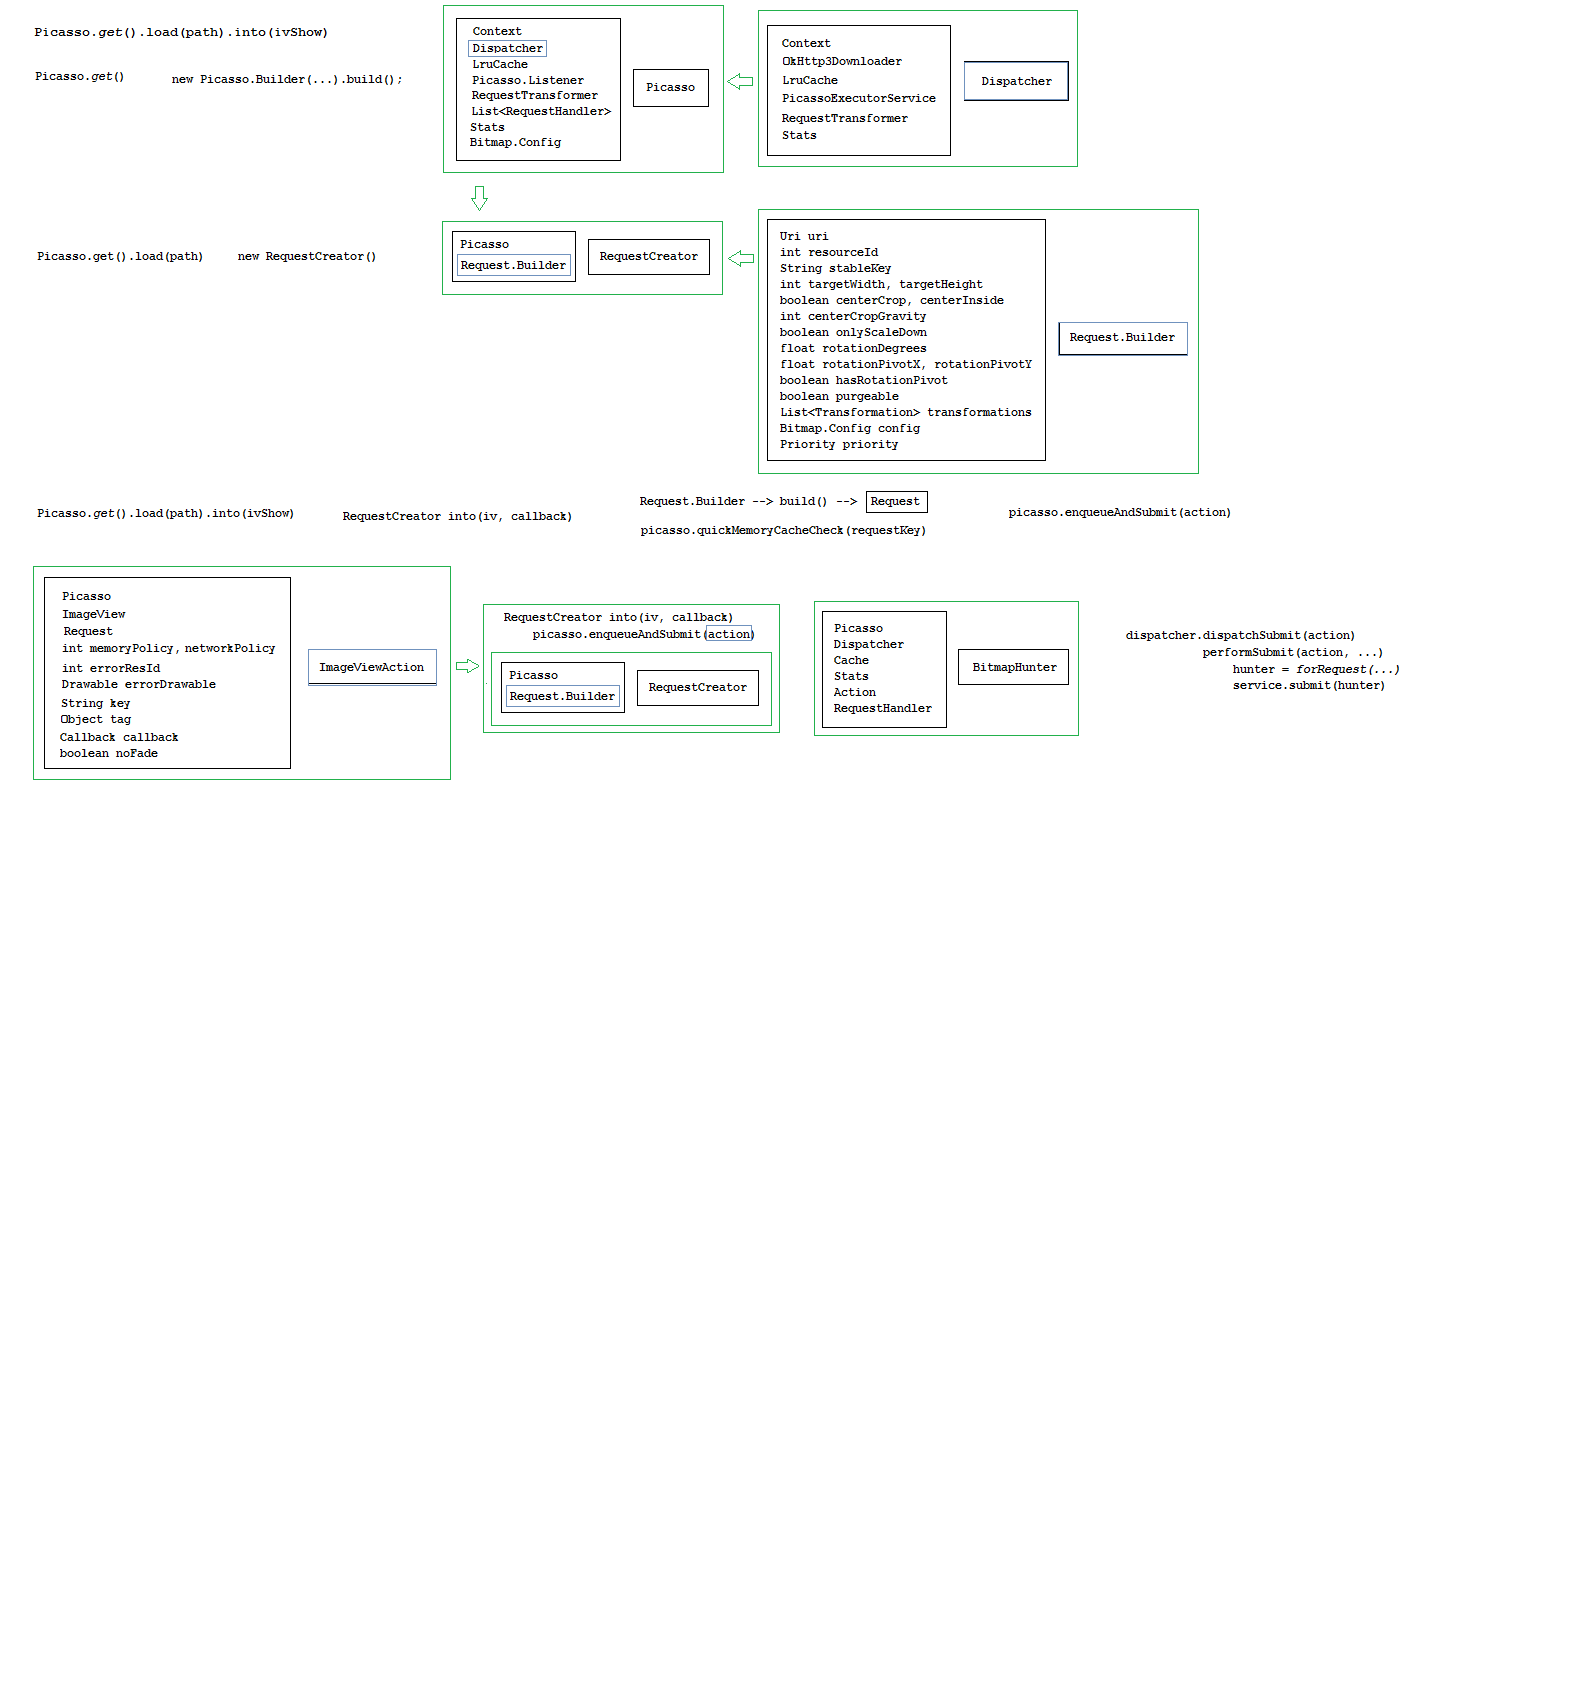 Picasso.get().load(path).into(ivShow)
Picasso.get()
new Picasso.Builder(...).build();
Context
Dispatcher
LruCache
Picasso.Listener
RequestTransformer
List<RequestHandler>
Stats
Bitmap.Config
Picasso
Context
OkHttp3Downloader
LruCache
PicassoExecutorService
RequestTransformer
Stats
Dispatcher
Picasso.get().load(path)
new RequestCreator()
Picasso
Request.Builder
RequestCreator
Uri uri
int resourceId
String stableKey
int targetWidth, targetHeight
boolean centerCrop, centerInside
int centerCropGravity
boolean onlyScaleDown
float rotationDegrees
float rotationPivotX, rotationPivotY
boolean hasRotationPivot
boolean purgeable
List<Transformation> transformations
Bitmap.Config config
Priority priority
Request.Builder
Picasso.get().load(path).into(ivShow)
RequestCreator into(iv, callback)
Request.Builder --> build() --> Request
picasso.quickMemoryCacheCheck(requestKey)
picasso.enqueueAndSubmit(action)
Picasso
ImageView
Request
int memoryPolicy, networkPolicy
int errorResId
Drawable errorDrawable
String key
Object tag
Callback callback
boolean noFade
ImageViewAction
RequestCreator into(iv, callback)
picasso.enqueueAndSubmit(action)
Picasso
Request.Builder
RequestCreator
Picasso
Dispatcher
Cache
Stats
Action
RequestHandler
BitmapHunter
dispatcher.dispatchSubmit(action)
performSubmit(action, ...)
hunter = forRequest(...)
service.submit(hunter)